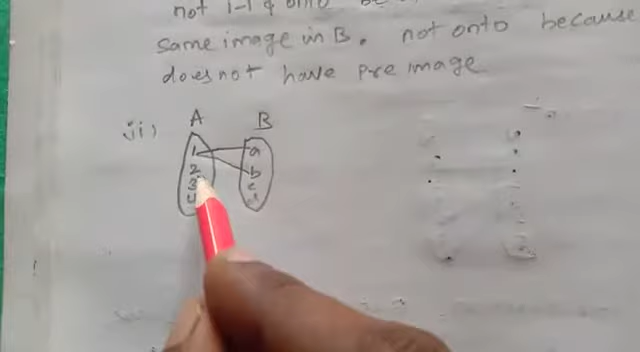 not 1-1 & onto
same image in B. not onto because
does not have pre image
ii)
A B
1 a
2 b
3 c
4 d